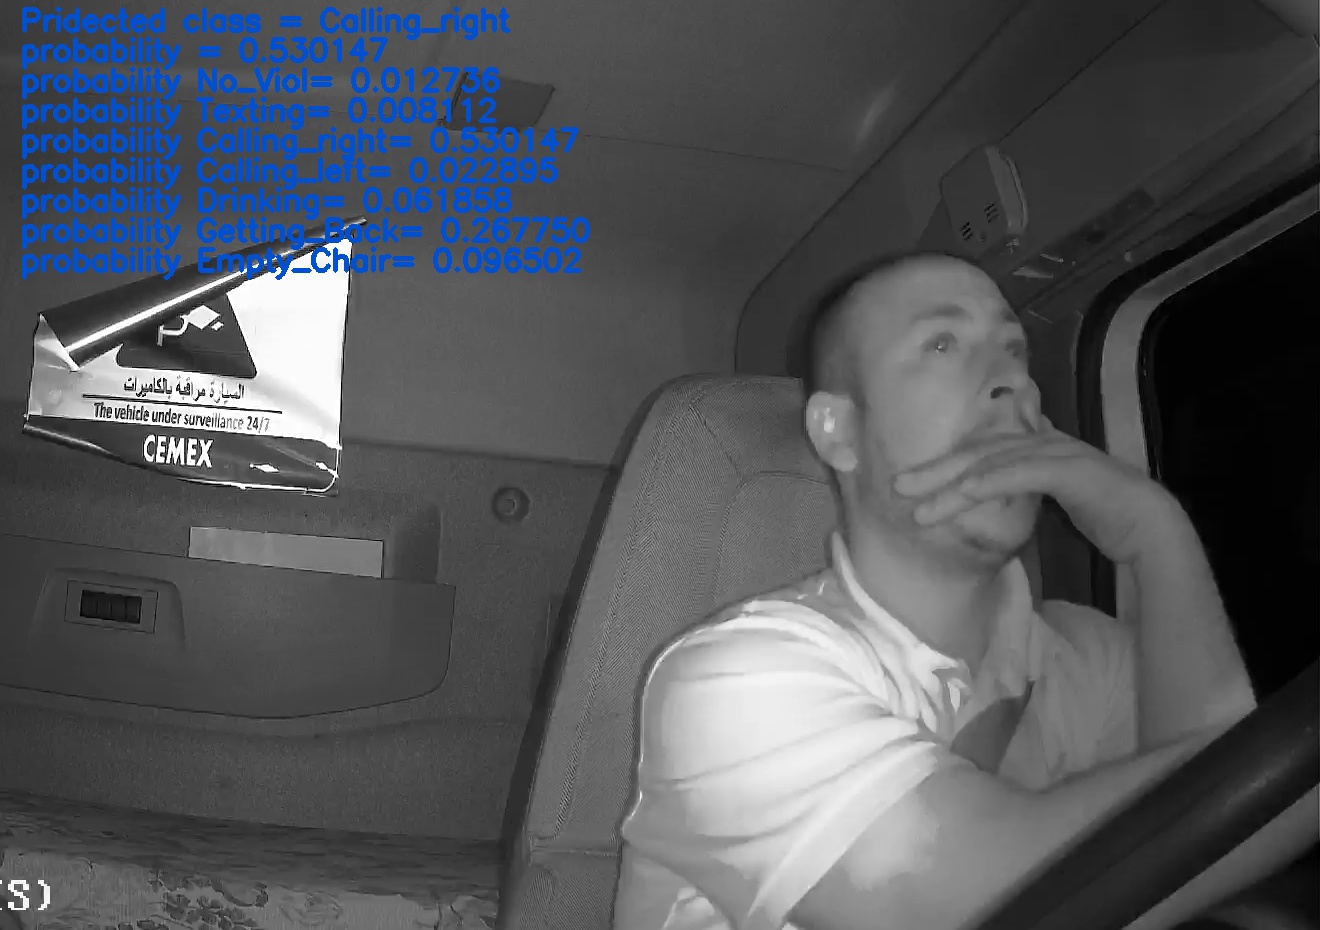 Pridected class = Calling_right
probability = 0.530147
probability No_Viol= 0.012736
probability Texting= 0.008112
probability Calling_right= 0.530147
probability Calling_left= 0.022895
probability Drinking= 0.061858
probability Getting_Back= 0.267750
probability Empty_Chair= 0.096502
السيارة مراقبة بالكاميرات
The vehicle under surveillance 24/7
CEMEX
S)